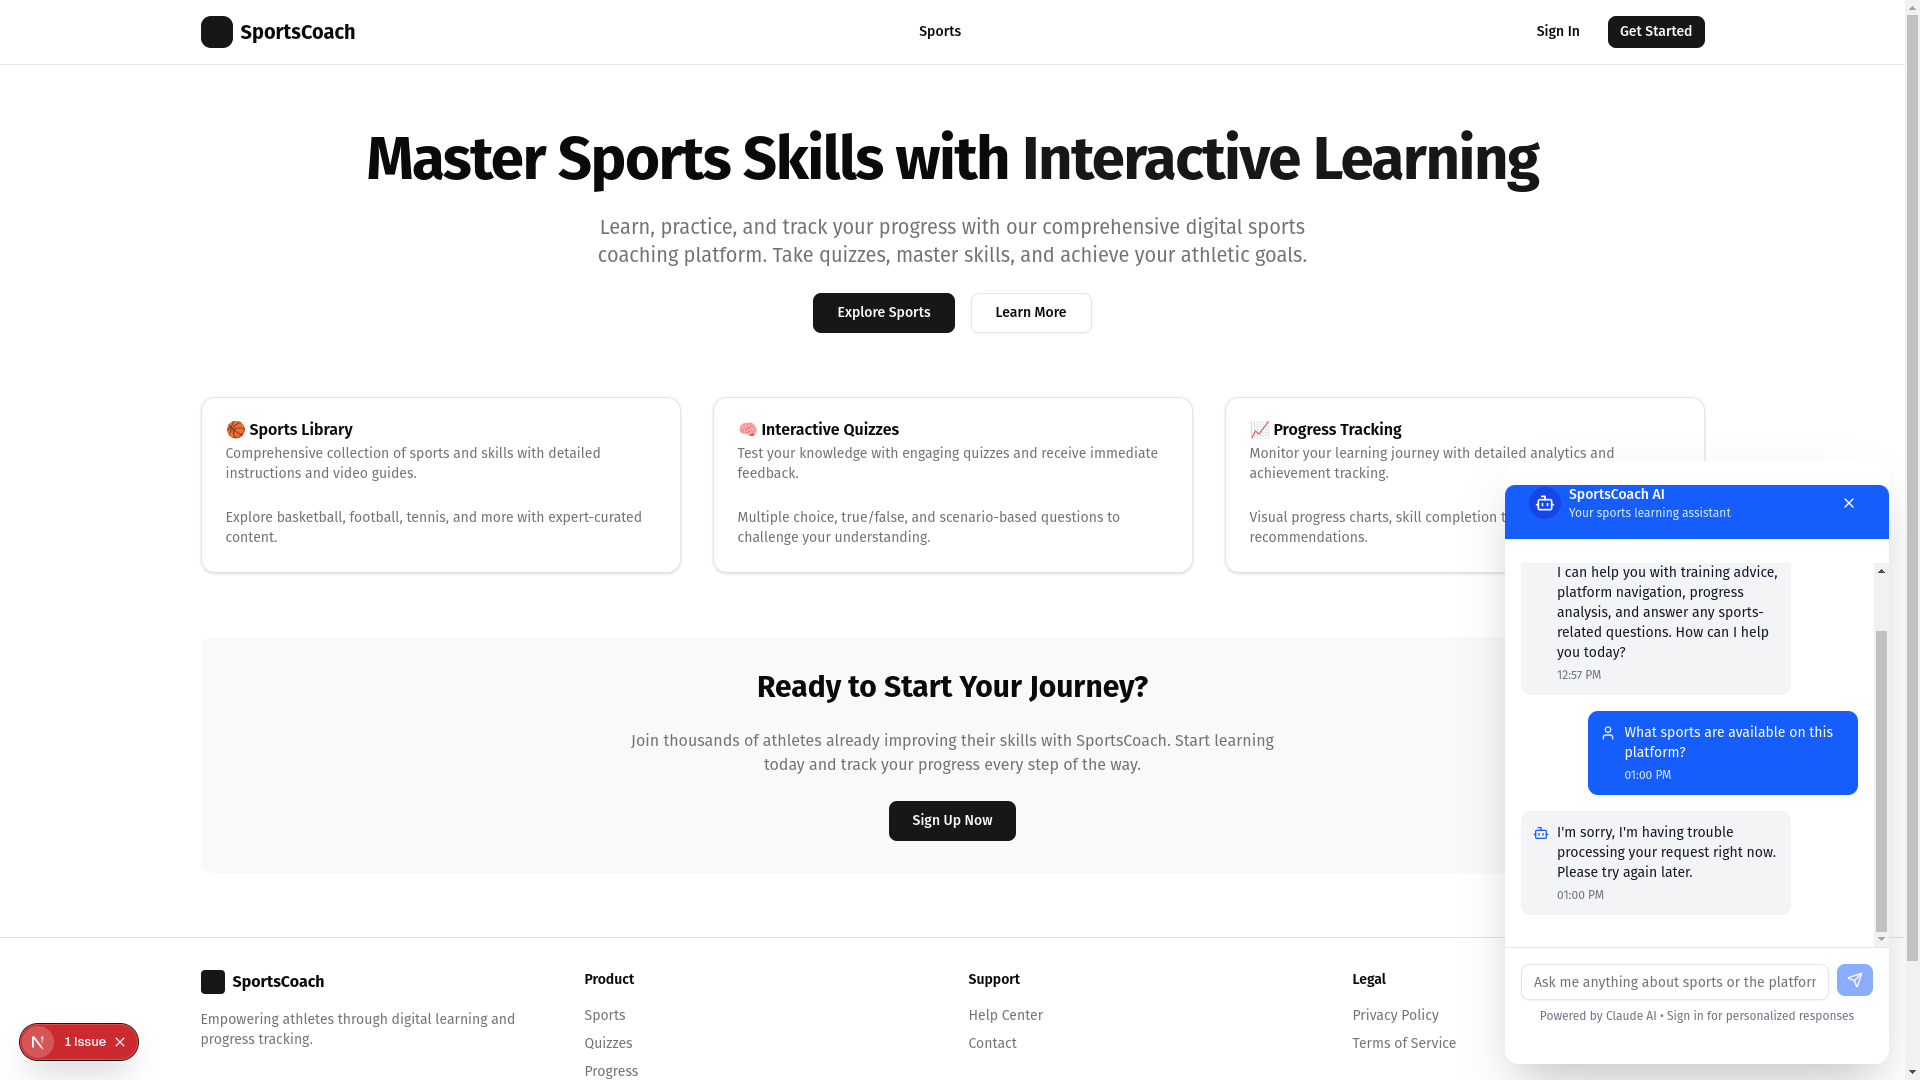 SportsCoach
Sports
Sign In
Get Started
Master Sports Skills with Interactive Learning
Learn, practice, and track your progress with our comprehensive digital sports
coaching platform. Take quizzes, master skills, and achieve your athletic goals.
Explore Sports
Learn More
🏀 Sports Library
Comprehensive collection of sports and skills with detailed
instructions and video guides.
Explore basketball, football, tennis, and more with expert-curated
content.
🧠 Interactive Quizzes
Test your knowledge with engaging quizzes and receive immediate
feedback.
Multiple choice, true/false, and scenario-based questions to
challenge your understanding.
📈 Progress Tracking
Monitor your learning journey with detailed analytics and
achievement tracking.
Visual progress charts, skill completion
recommendations.
Ready to Start Your Journey?
Join thousands of athletes already improving their skills with SportsCoach. Start learning
today and track your progress every step of the way.
Sign Up Now
SportsCoach
Empowering athletes through digital learning and
progress tracking.
Product
Sports
Quizzes
Progress
Support
Help Center
Contact
Legal
Privacy Policy
Terms of Service
N
1 Issue
SportsCoach AI
Your sports learning assistant
I can help you with training advice,
platform navigation, progress
analysis, and answer any sports-
related questions. How can I help
you today?
12:57 PM
What sports are available on this
platform?
01:00 PM
I'm sorry, I'm having trouble
processing your request right now.
Please try again later.
01:00 PM
Ask me anything about sports or the platform
Powered by Claude AI • Sign in for personalized responses